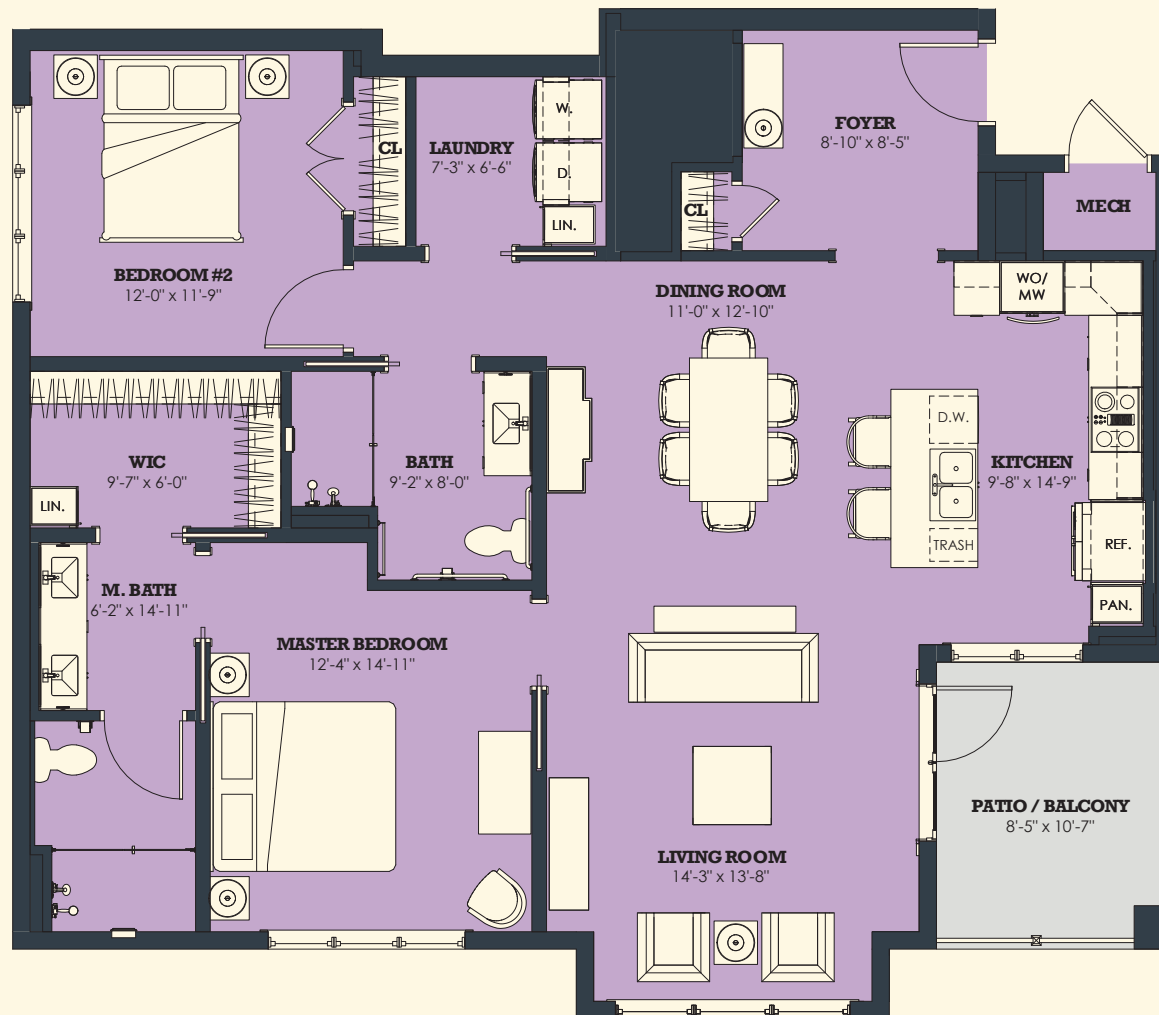 FOYER
8'-10" x 8'-5"
W.
CL
LAUNDRY
7'-3" x 6'-6"
D.
LIN.
CL
MECH
BEDROOM #2
12'-0" x 11'-9"
DINING ROOM
11'-0" x 12'-10"
WO/
MW
D.W.
WIC
9'-7" x 6'-0"
BATH
9'-2" x 8'-0"
KITCHEN
9'-8" x 14'-9"
LIN.
TRASH
REF.
PAN.
M. BATH
6'-2" x 14'-11"
MASTER BEDROOM
12'-4" x 14'-11"
PATIO / BALCONY
8'-5" x 10'-7"
LIVING ROOM
14'-3" x 13'-8"